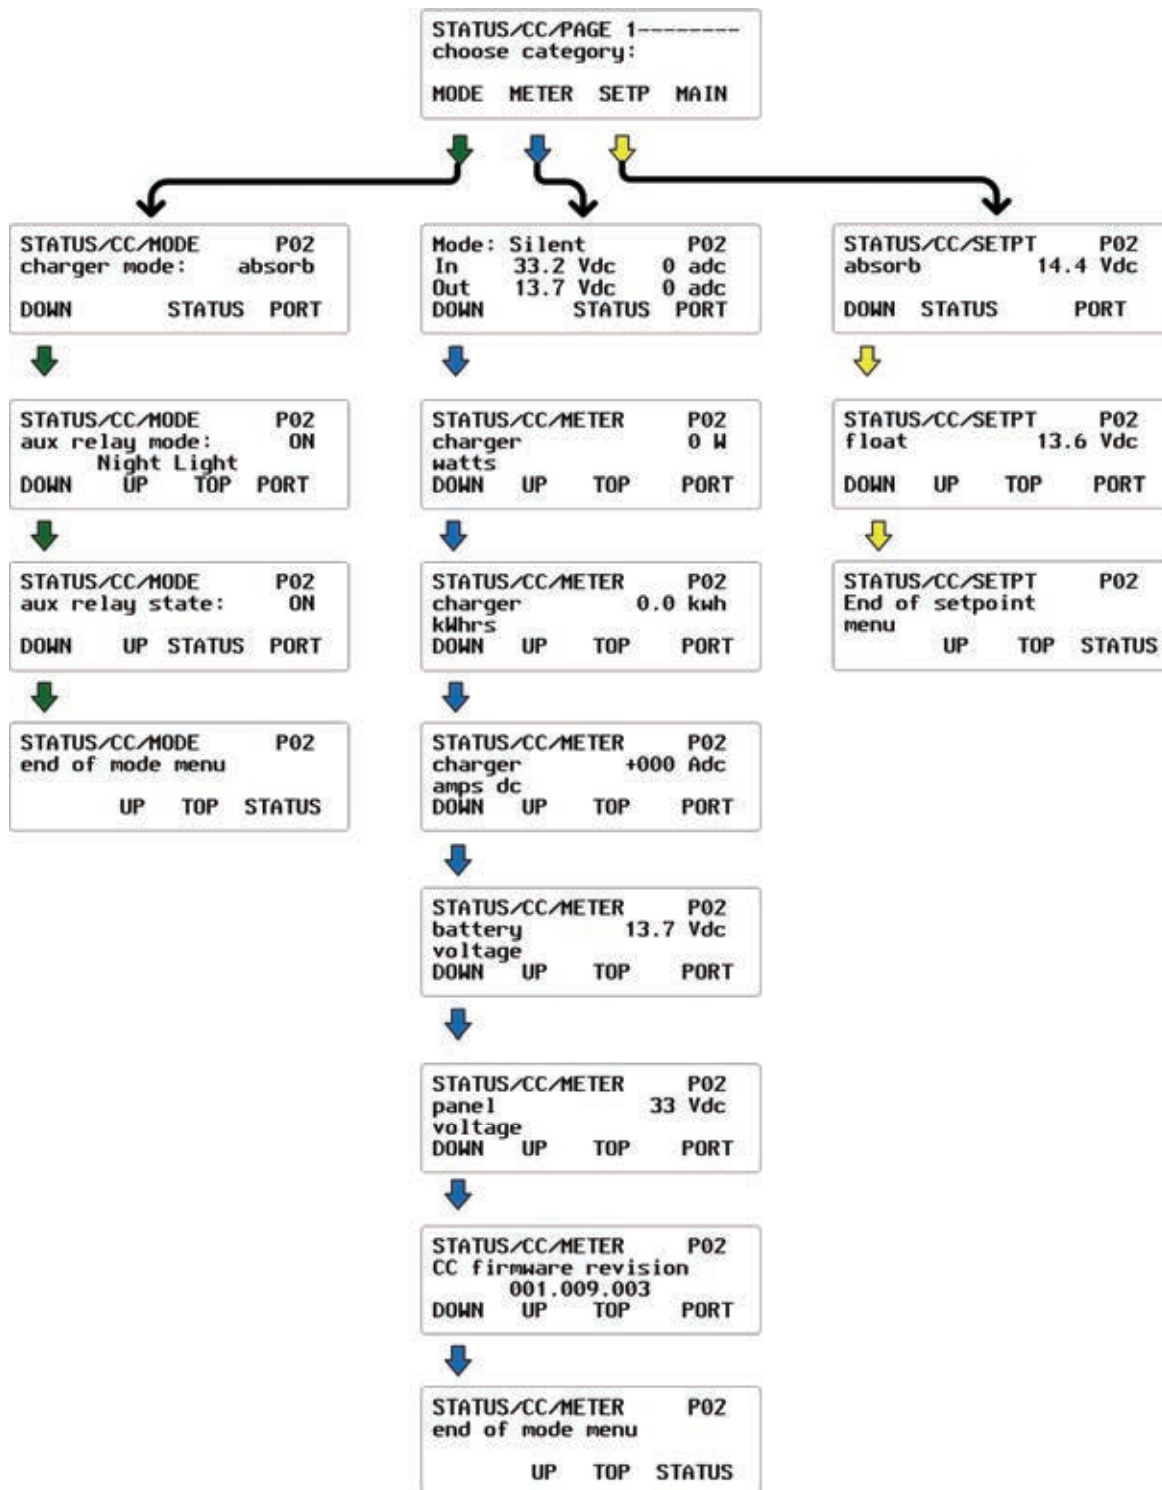 STATUS/CC/PAGE 1--------
choose category:
MODE METER SETP MAIN
STATUS/CC/MODE P02
charger mode: absorb
DOWN STATUS PORT
STATUS/CC/MODE P02
aux relay mode: ON
Night Light
DOWN UP TOP PORT
STATUS/CC/MODE P02
aux relay state: ON
DOWN UP STATUS PORT
STATUS/CC/MODE P02
end of mode menu
UP TOP STATUS
Mode: Silent P02
In 33.2 Vdc 0 adc
Out 13.7 Vdc 0 adc
DOWN STATUS PORT
STATUS/CC/METER P02
charger 0 W
watts
DOWN UP TOP PORT
STATUS/CC/METER P02
charger 0.0 kwh
kWhrs
DOWN UP TOP PORT
STATUS/CC/METER P02
charger +000 Adc
amps dc
DOWN UP TOP PORT
STATUS/CC/METER P02
battery 13.7 Vdc
voltage
DOWN UP TOP PORT
STATUS/CC/METER P02
panel 33 Vdc
voltage
DOWN UP TOP PORT
STATUS/CC/METER P02
CC firmware revision
001.009.003
DOWN UP TOP PORT
STATUS/CC/METER P02
end of mode menu
UP TOP STATUS
STATUS/CC/SETPT P02
absorb 14.4 Vdc
DOWN STATUS PORT
STATUS/CC/SETPT P02
float 13.6 Vdc
DOWN UP TOP PORT
STATUS/CC/SETPT P02
End of setpoint
menu
UP TOP STATUS